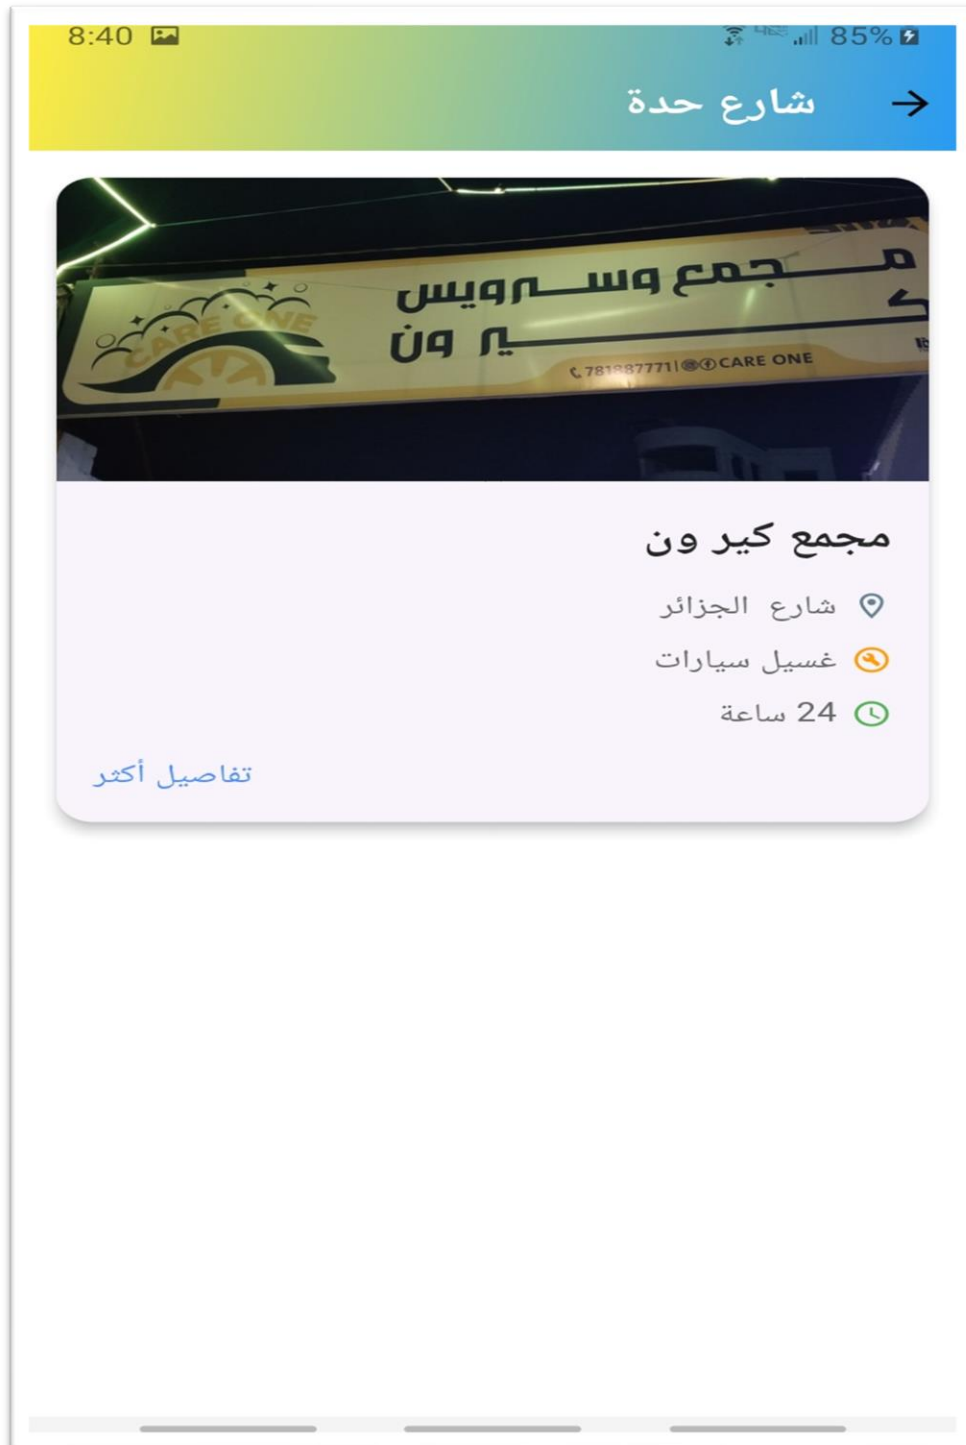 8:40
85%
شارع حدة
مجمع وسرويس
كير ون
CARE ONE
781887771 | CARE ONE
مجمع كير ون
شارع الجزائر
غسيل سيارات
24 ساعة
تفاصيل أكثر